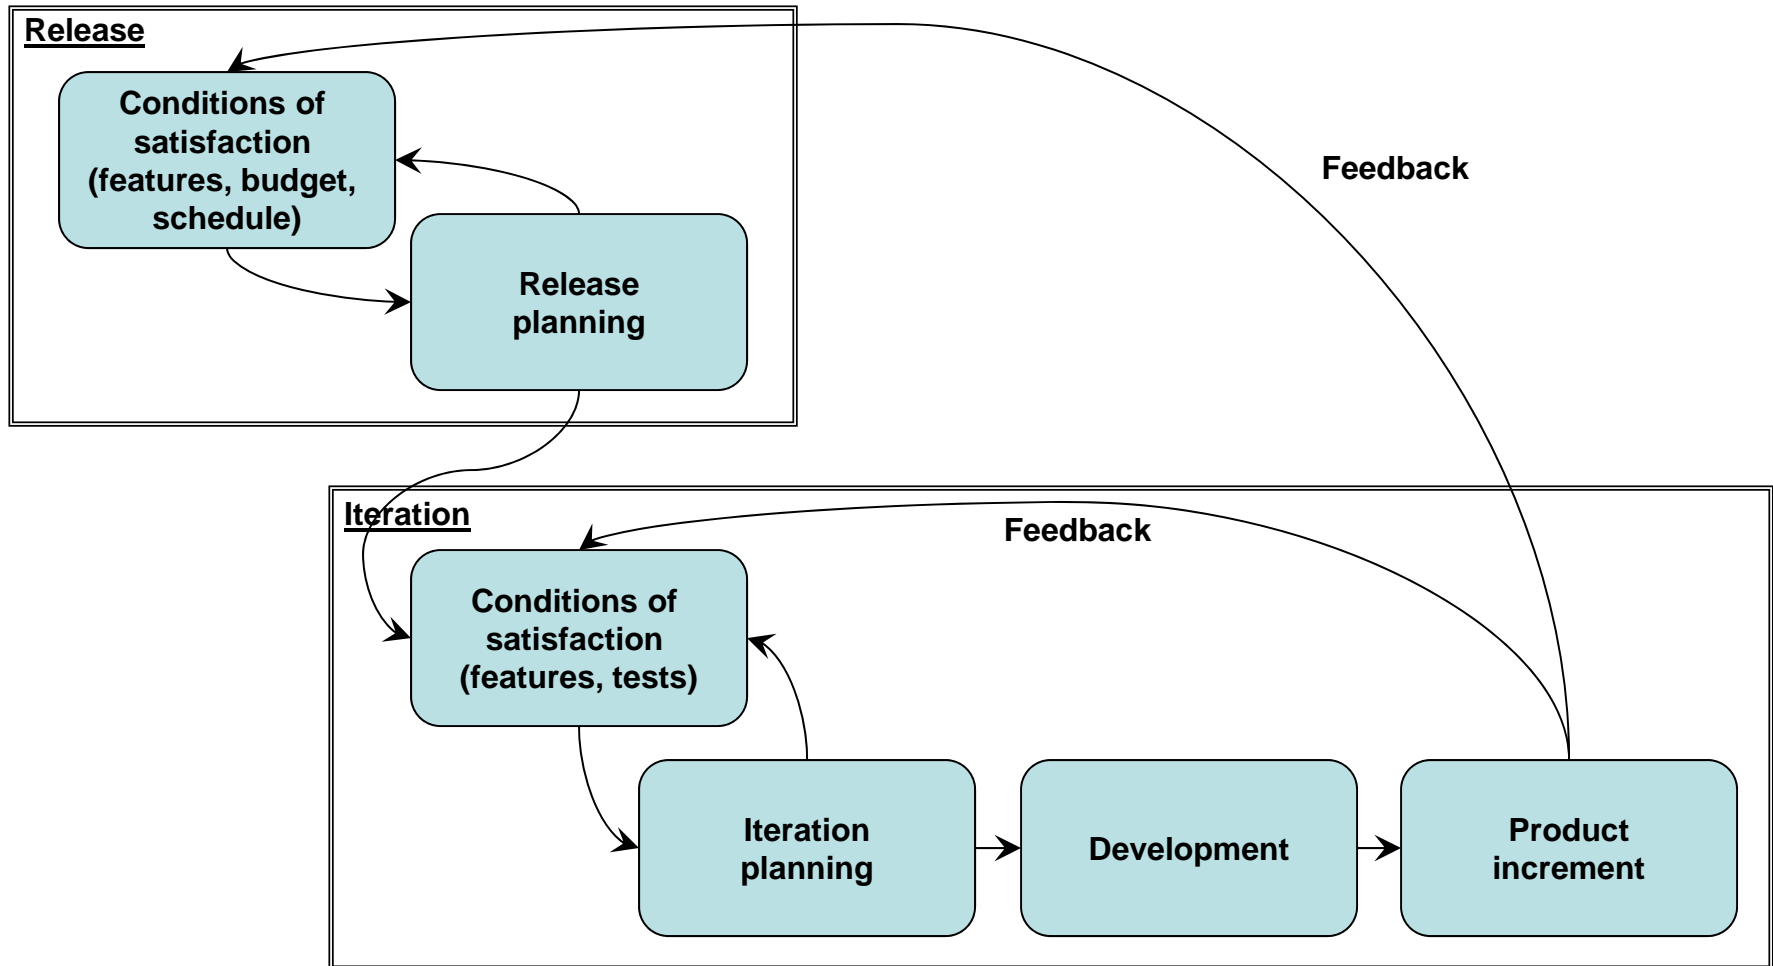 Release
Conditions of
satisfaction
(features, budget,
schedule)
Release
planning
Feedback
Iteration
Feedback
Conditions of
satisfaction
(features, tests)
Iteration
planning
Development
Product
increment